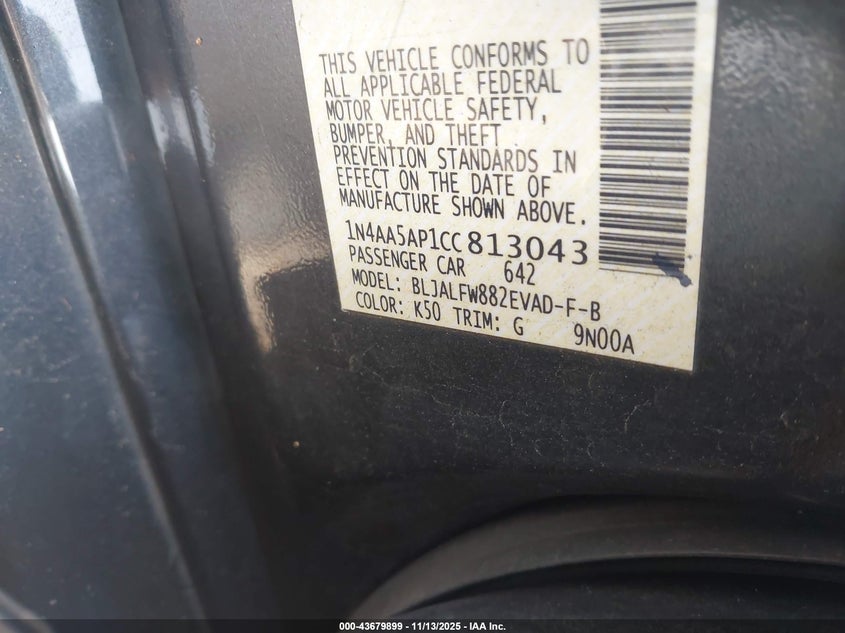 THIS VEHICLE CONFORMS TO
ALL APPLICABLE FEDERAL
MOTOR VEHICLE SAFETY,
BUMPER, AND THEFT
PREVENTION STANDARDS IN
EFFECT ON THE DATE OF
MANUFACTURE SHOWN ABOVE.
1N4AA5AP1CC813043
PASSENGER CAR 642
MODEL: BLJALFW882EVAD-F-B
COLOR: K50 TRIM: G 9N00A
000-43679899 - 11/13/2025 - IAA Inc.